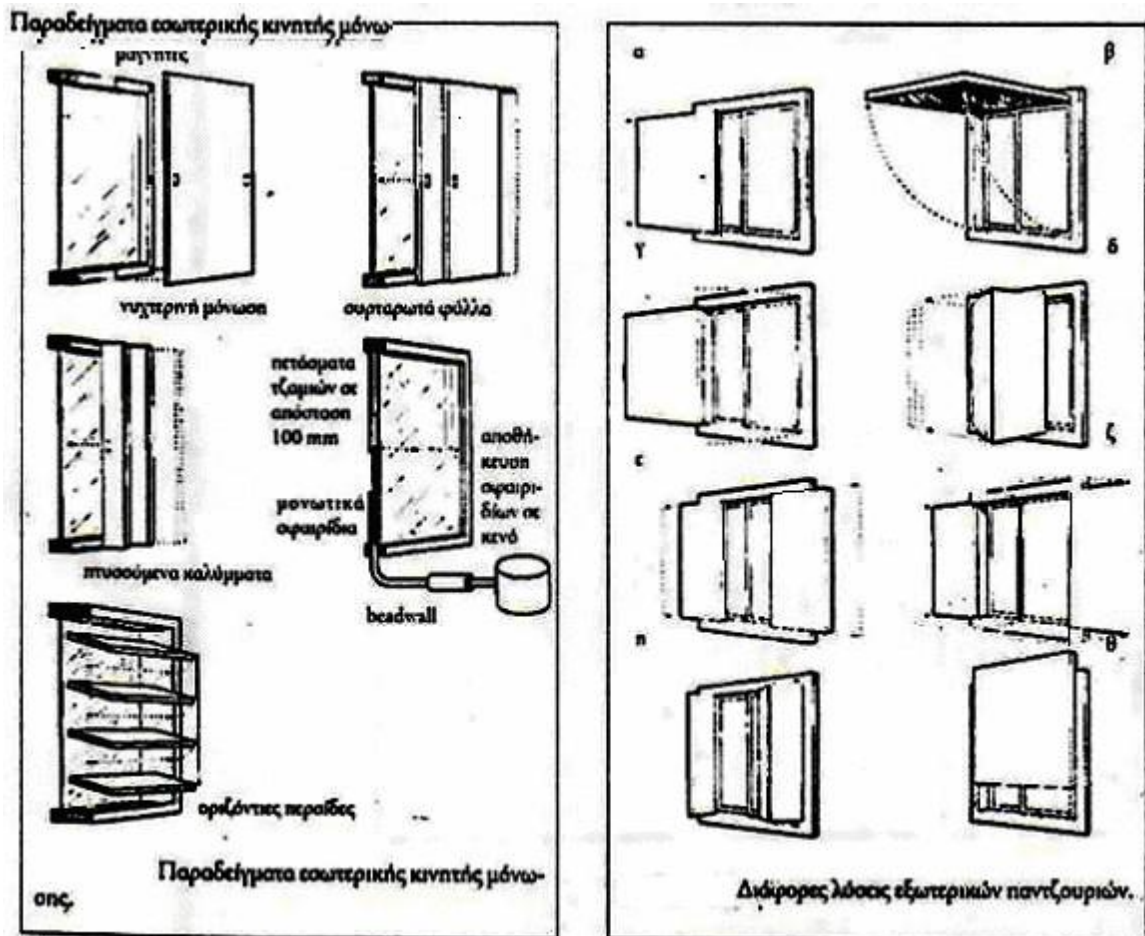 Παραδείγματα εσωτερικής κινητής μόνω-
μαγνήτες
νυχτερινή μόνωση
συρταρωτά φύλλα
πετάσματα
τζαμιών σε
απόσταση
100 mm
μονωτικά
σφαιρίδια
αποθή-
κευση
σφαιρι-
δίων σε
κενό
πτυσσόμενα καλύμματα
beadwall
οριζόντιες περσίδες
Παραδείγματα εσωτερικής κινητής μόνω-
σης.
α
β
γ
δ
ε
ζ
η
θ
Διάφορες λύσεις εξωτερικών παντζουριών.